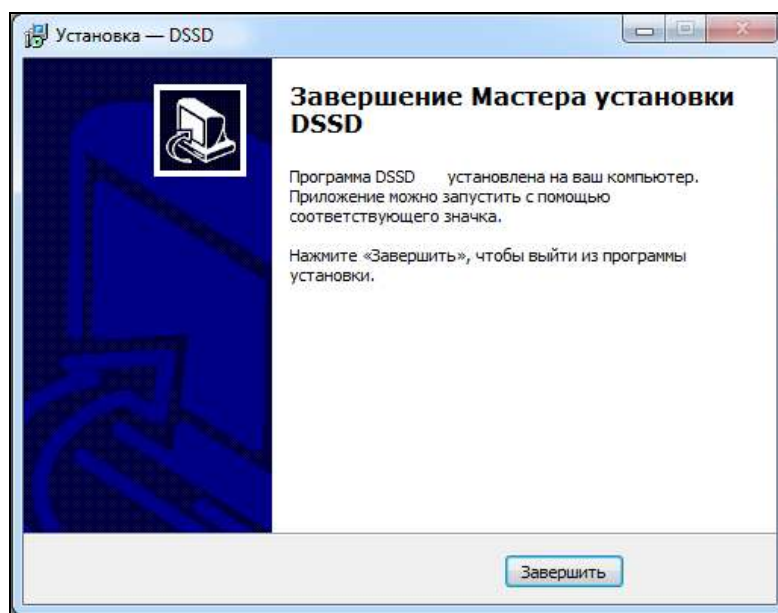 Установка — DSSD
Завершение Мастера установки
DSSD
Программа DSSD установлена на ваш компьютер.
Приложение можно запустить с помощью
соответствующего значка.
Нажмите «Завершить», чтобы выйти из программы
установки.
Завершить